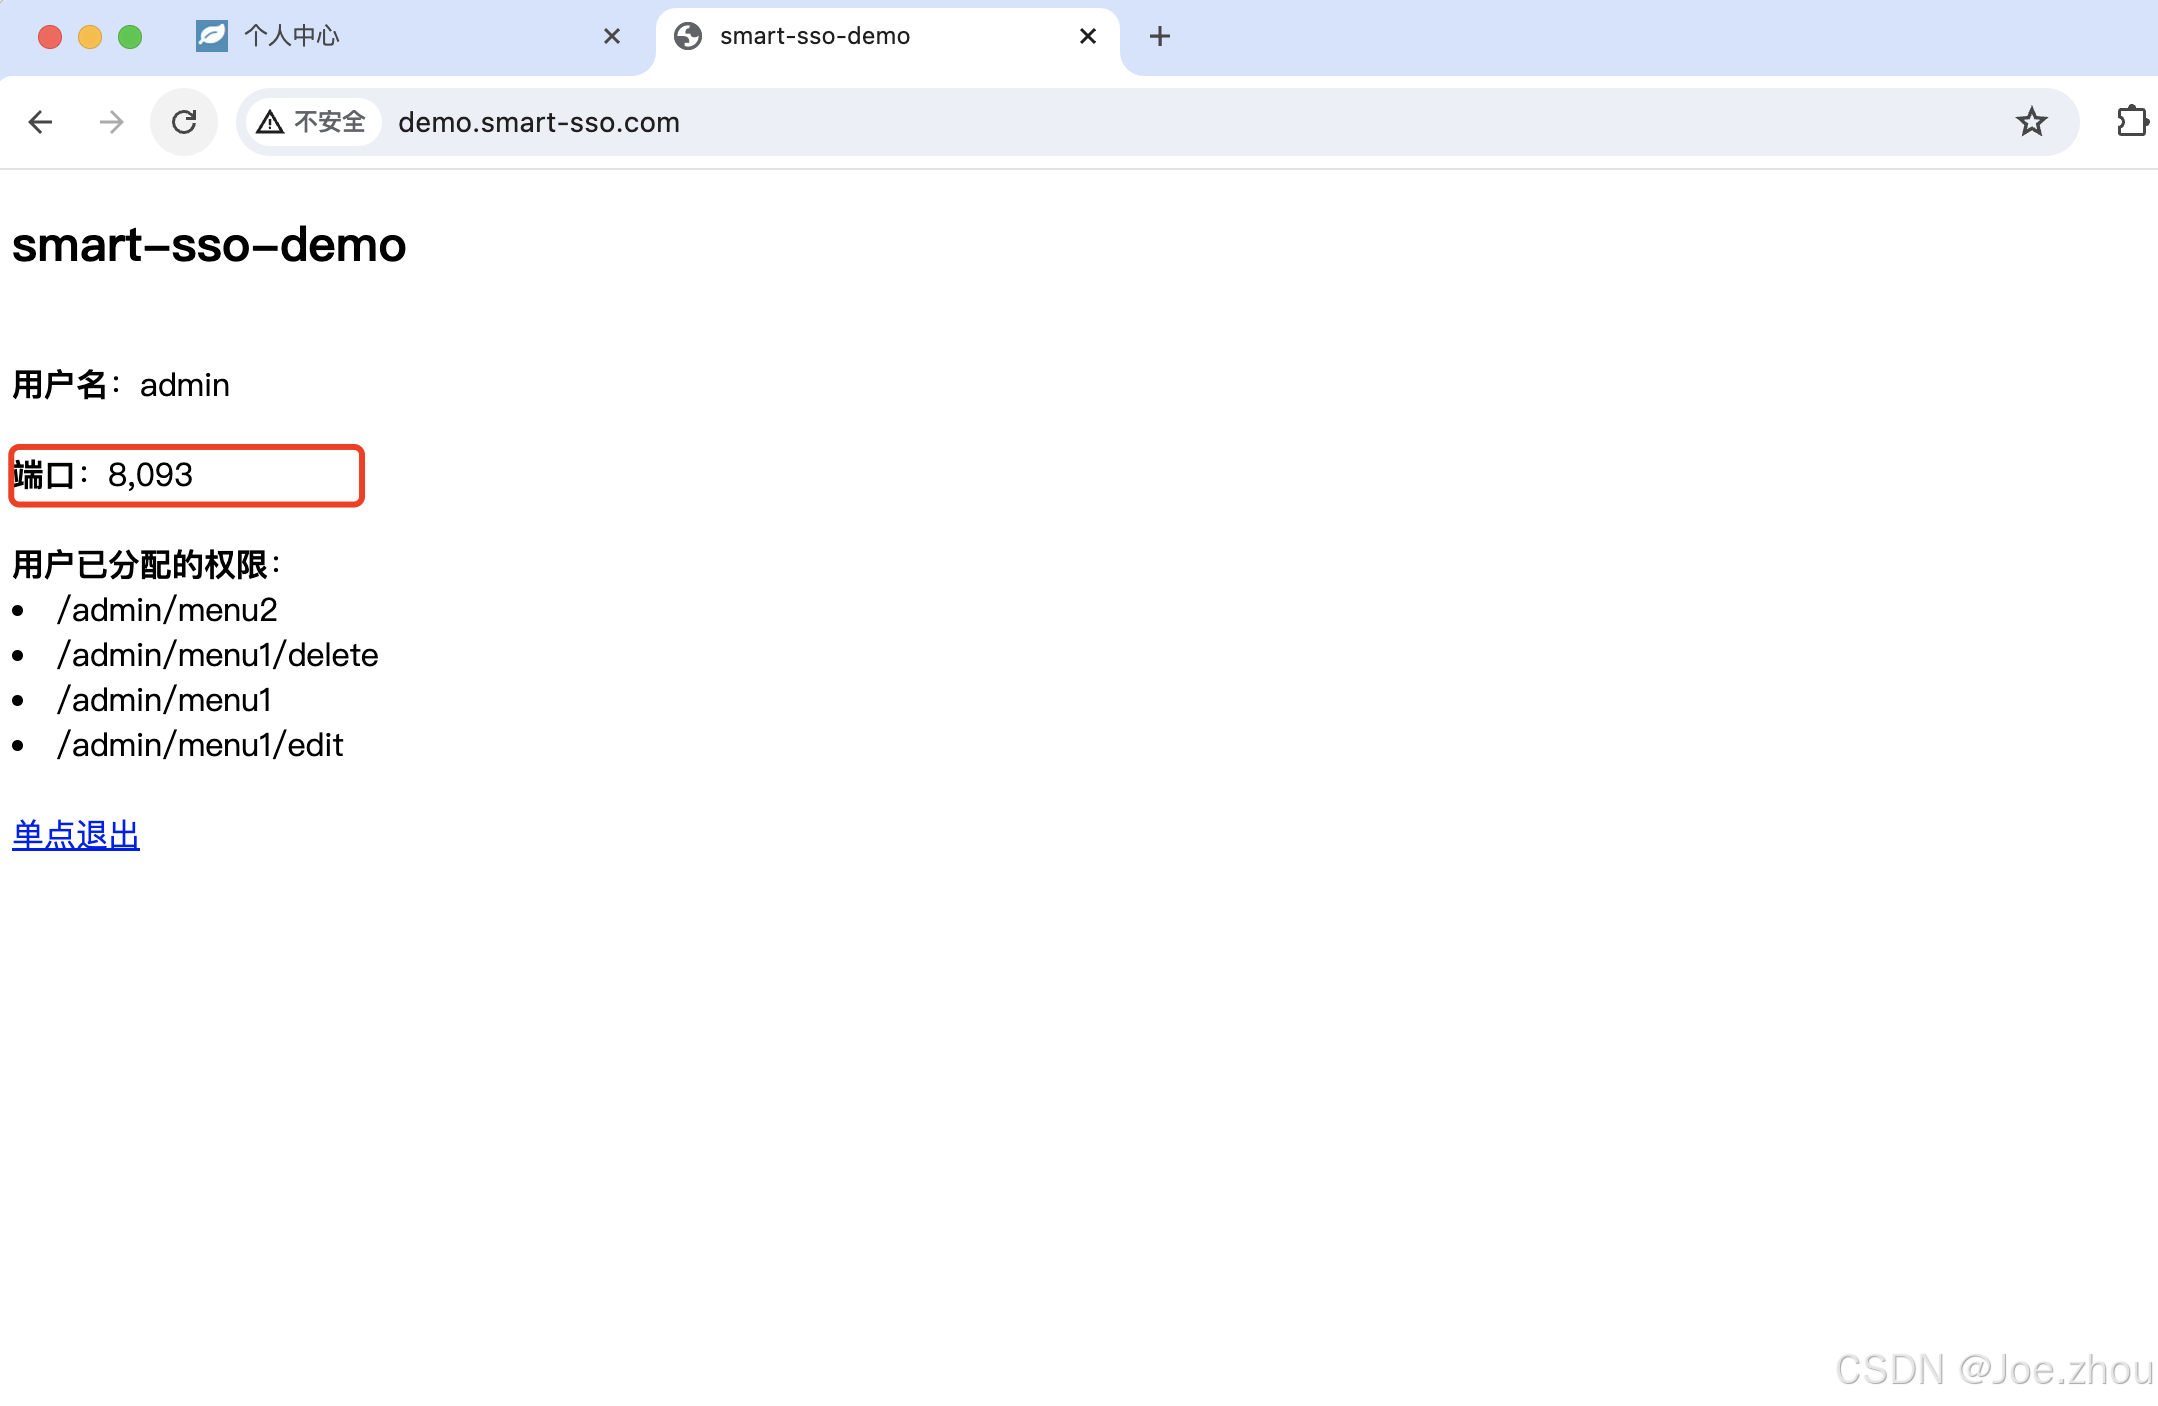 个人中心
smart-sso-demo
不安全
demo.smart-sso.com
smart-sso-demo
用户名：admin
端口：8,093
用户已分配的权限：
/admin/menu2
/admin/menu1/delete
/admin/menu1
/admin/menu1/edit
单点退出
CSDN @Joe.zhou